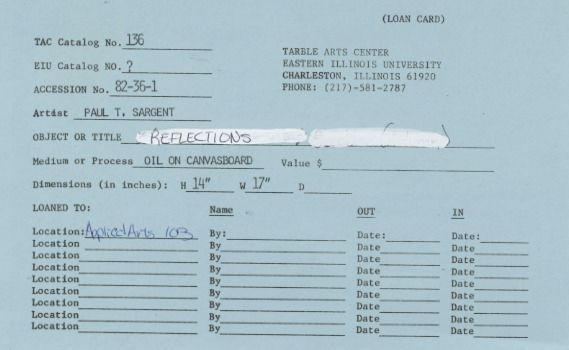 (LOAN CARD)
TAC Catalog No. 136
EIU Catalog NO. ?
ACCESSION No. 82-36-1
TARBLE ARTS CENTER
EASTERN ILLINOIS UNIVERSITY
CHARLESTON, ILLINOIS 61920
PHONE: (217)-581-2787
Artist PAUL T. SARGENT
OBJECT OR TITLE REFLECTIONS
Medium or Process OIL ON CANVASBOARD Value $
Dimensions (in inches): H 14" W 17" D
LOANED TO: Name OUT IN
Location: Applied Arts 103 By: Date: Date:
Location By Date Date
Location By Date Date
Location By Date Date
Location By Date Date
Location By Date Date
Location By Date Date
Location By Date Date
Location By Date Date